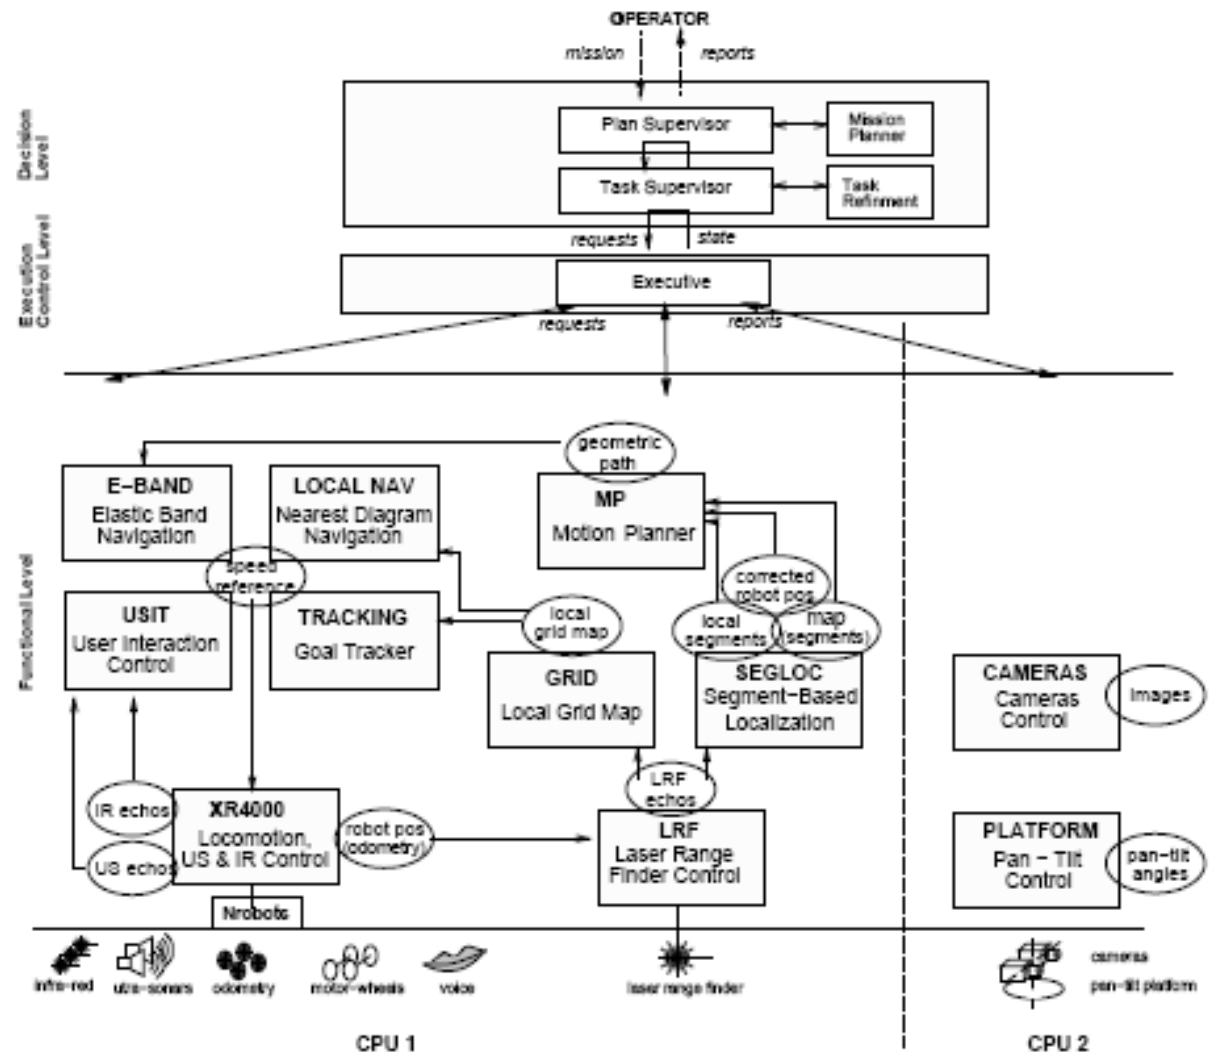 OPERATOR
mission
reports
Decision
Level
Plan Supervisor
Mission
Planner
Task Supervisor
Task
Refinment
requests
state
Execution
Control Level
Executive
requests
reports
Functional Level
geometric
path
E-BAND
Elastic Band
Navigation
LOCAL NAV
Nearest Diagram
Navigation
MP
Motion Planner
speed
reference
corrected
robot pos
USIT
User Interaction
Control
TRACKING
Goal Tracker
local
grid map
local
segments
map
(segments)
GRID
Local Grid Map
SEGLOC
Segment-Based
Localization
CAMERAS
Cameras
Control
images
IR echos
US echos
XR4000
Locomotion,
US & IR Control
robot pos
(odometry)
LRF
echos
LRF
Laser Range
Finder Control
PLATFORM
Pan - Tilt
Control
pan-tilt
angles
Nrobots
infra-red
utra-sonars
odometry
motor-wheels
voice
laser range finder
cameras
pan-tilt platform
CPU 1
CPU 2